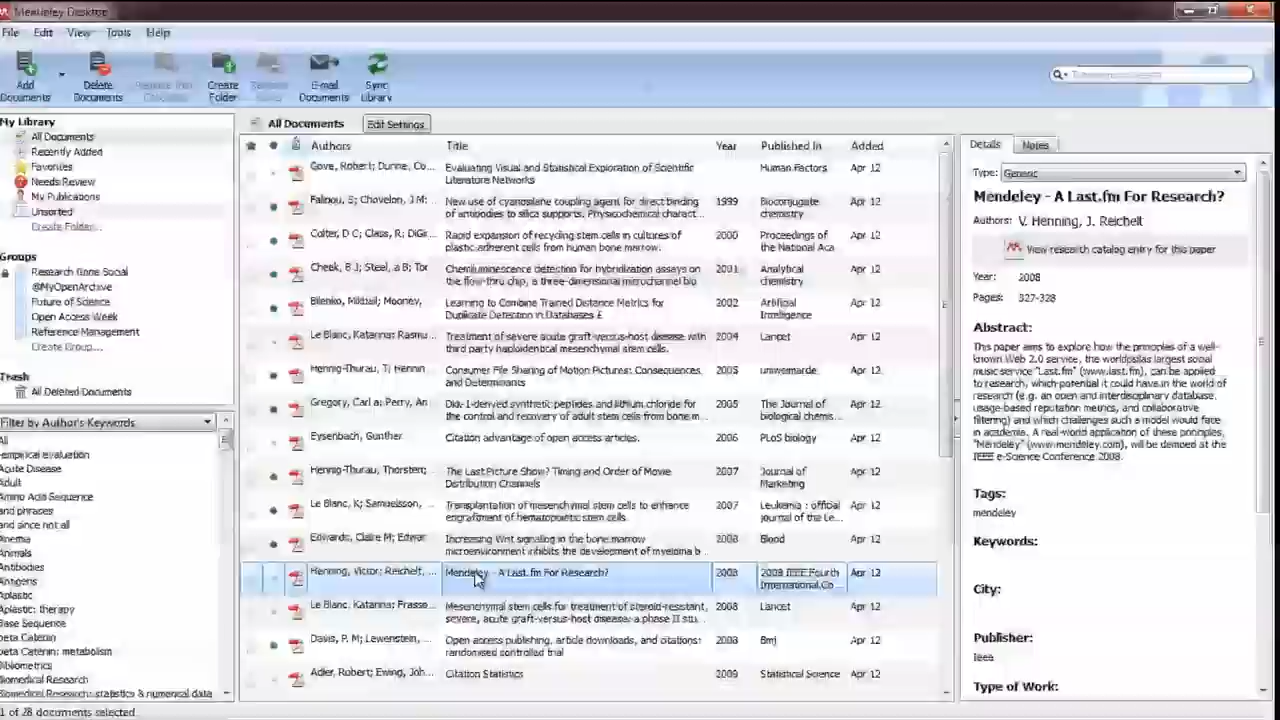 Mendeley Desktop
File Edit View Tools Help
Add Documents
Delete Documents
Create Folder
E-mail Documents
Sync Library
My Library
All Documents
Recently Added
Favorites
Needs Review
My Publications
Unsorted
Create Folder...
Groups
Research Gone Social
@MyOpenArchive
Future of Science
Open Access Week
Reference Management
Create Group...
Trash
All Deleted Documents
Filter by Author's Keywords
All
-empirical evaluation
Acute Disease
Adult
Amino Acid Sequence
and phrases
and since not all
Anemia
Animals
Antibodies
Antigens
Aplastic
Aplastic: therapy
Base Sequence
beta Catenin
beta Catenin: metabolism
Bibliometrics
Biomedical Research
Biomedical Research: statistics & numerical data
All Documents Edit Settings
Authors Title Year Published In Added
Gove, Robert; Dunne, Co... Evaluating Visual and Statistical Exploration of Scientific Human Factors Apr 12
Literature Networks
Falipou, S; Chovelon, J M: New use of cyanosilane coupling agent for direct binding 1999 Bioconjugate Apr 12
of antibodies to silica supports. Physicochemical charact... chemistry
Colter, D C; Class, R; DiGir... Rapid expansion of recycling stem cells in cultures of 2000 Proceedings of Apr 12
plastic-adherent cells from human bone marrow. the National Aca
Cheek, B J; Steel, a B; Tor Chemiluminescence detection for hybridization assays on 2001 Analytical Apr 12
the flow-thru chip, a three-dimensional microchannel bio chemistry
Bilenko, Mikhail; Mooney, Learning to Combine Trained Distance Metrics for 2002 Artificial Apr 12
Duplicate Detection in Databases £ Intelligence
Le Blanc, Katarina; Rasmu... Treatment of severe acute graft-versus-host disease with 2004 Lancet Apr 12
third party haploidentical mesenchymal stem cells.
Hennig-Thurau, T; Hennin Consumer File Sharing of Motion Pictures: Consequences 2005 uniweimarde Apr 12
and Determinants
Gregory, Carl a; Perry, An Dkk-1-derived synthetic peptides and lithium chloride for 2005 The Journal of Apr 12
the control and recovery of adult stem cells from bone m... biological chemis...
Eysenbach, Gunther Citation advantage of open access articles. 2006 PLoS biology Apr 12
Hennig-Thurau, Thorsten; The Last Picture Show? Timing and Order of Movie 2007 Journal of Apr 12
Distribution Channels Marketing
Le Blanc, K; Samuelsson, ... Transplantation of mesenchymal stem cells to enhance 2007 Leukemia : official Apr 12
engraftment of hematopoietic stem cells journal of the Le...
Edwards, Claire M; Edwar Increasing Wnt signaling in the bone marrow 2008 Blood Apr 12
microenvironment inhibits the development of myeloma b...
Henning, Victor; Reichelt, ... Mendeley - A Last.fm For Research? 2008 2008 IEEE Fourth Apr 12
International Co...
Le Blanc, Katarina; Frasso... Mesenchymal stem cells for treatment of steroid-resistant, 2008 Lancet Apr 12
severe, acute graft-versus-host disease: a phase II stu...
Davis, P. M; Lewenstein, ... Open access publishing, article downloads, and citations: 2008 Bmj Apr 12
randomised controlled trial
Adler, Robert; Ewing, Joh... Citation Statistics 2009 Statistical Science Apr 12
Details Notes
Type: Generic
Mendeley - A Last.fm For Research?
Authors: V. Henning, J. Reichelt
View research catalog entry for this paper
Year: 2008
Pages: 327-328
Abstract:
This paper aims to explore how the principles of a well-
known Web 2.0 service, the worldpsilas largest social
music service "Last.fm" (www.last.fm), can be applied
to research, which potential it could have in the world of
research (e.g. an open and interdisciplinary database,
usage-based reputation metrics, and collaborative
filtering) and which challenges such a model would face
in academia. A real-world application of these principles,
"Mendeley" (www.mendeley.com), will be demoed at the
IEEE e-Science Conference 2008.
Tags:
mendeley
Keywords:
City:
Publisher:
Ieee
Type of Work:
1 of 28 documents selected